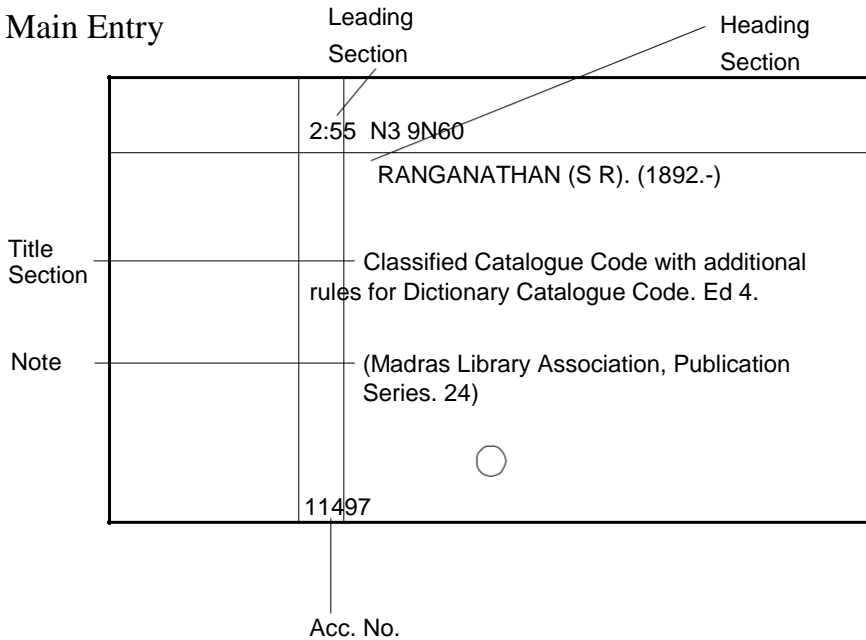 Main Entry
Leading
Section
Heading
Section
2:55 N3 9N60
RANGANATHAN (S R). (1892.-)
Title
Section
Classified Catalogue Code with additional
rules for Dictionary Catalogue Code. Ed 4.
Note
(Madras Library Association, Publication
Series. 24)
11497
Acc. No.